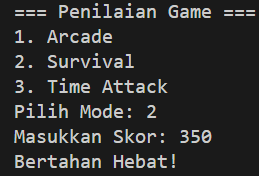 === Penilaian Game ===
1. Arcade
2. Survival
3. Time Attack
Pilih Mode: 2
Masukkan Skor: 350
Bertahan Hebat!